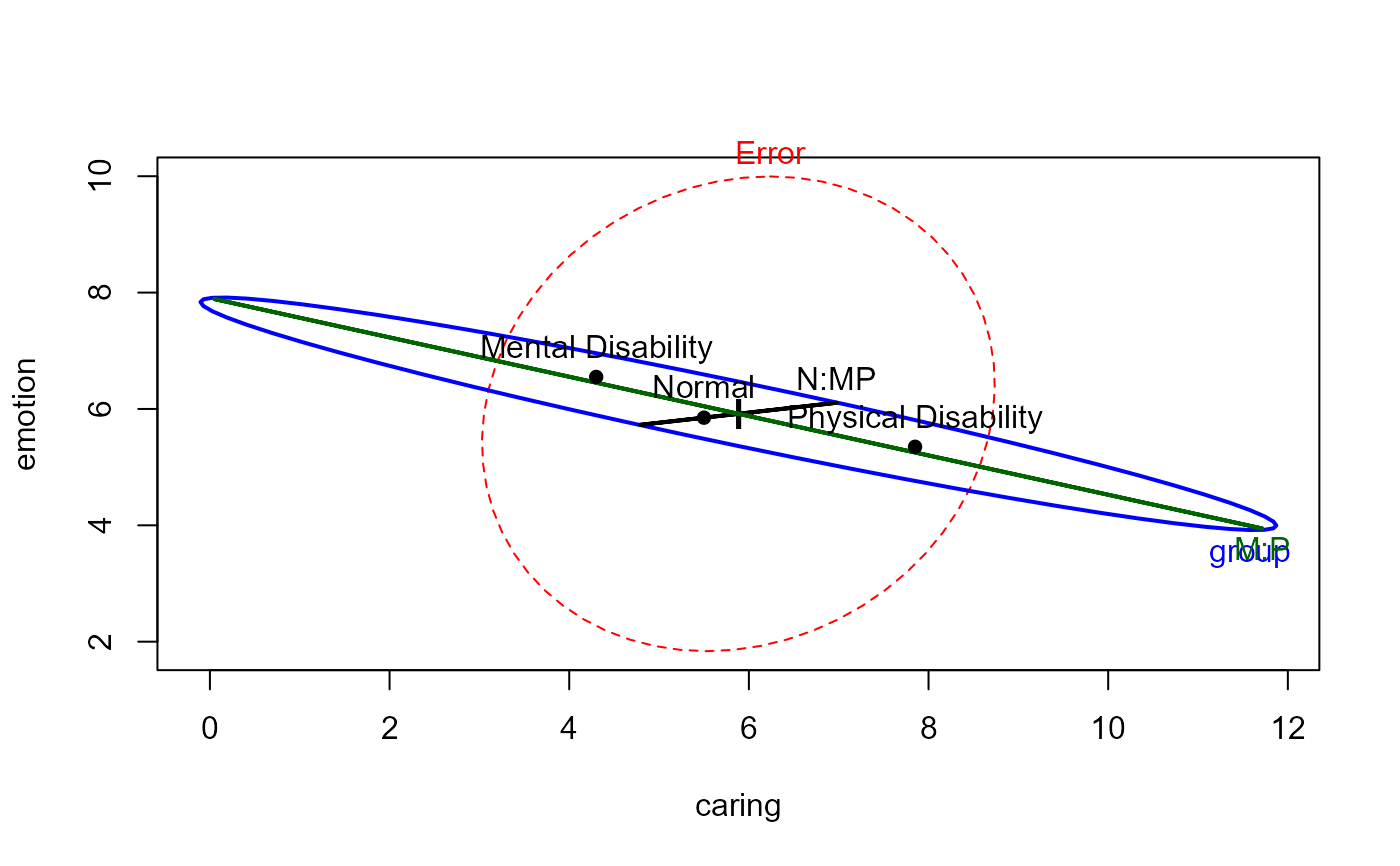 Error
10
8
6
4
2
emotion
Mental Disability
Normal
N:MP
Physical Disability
M:P
group
0 2 4 6 8 10 12
caring